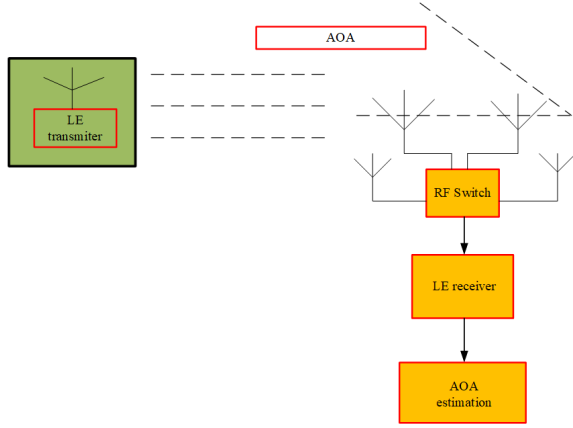 AOA
LE
transmiter
RF Switch
LE receiver
AOA
estimation